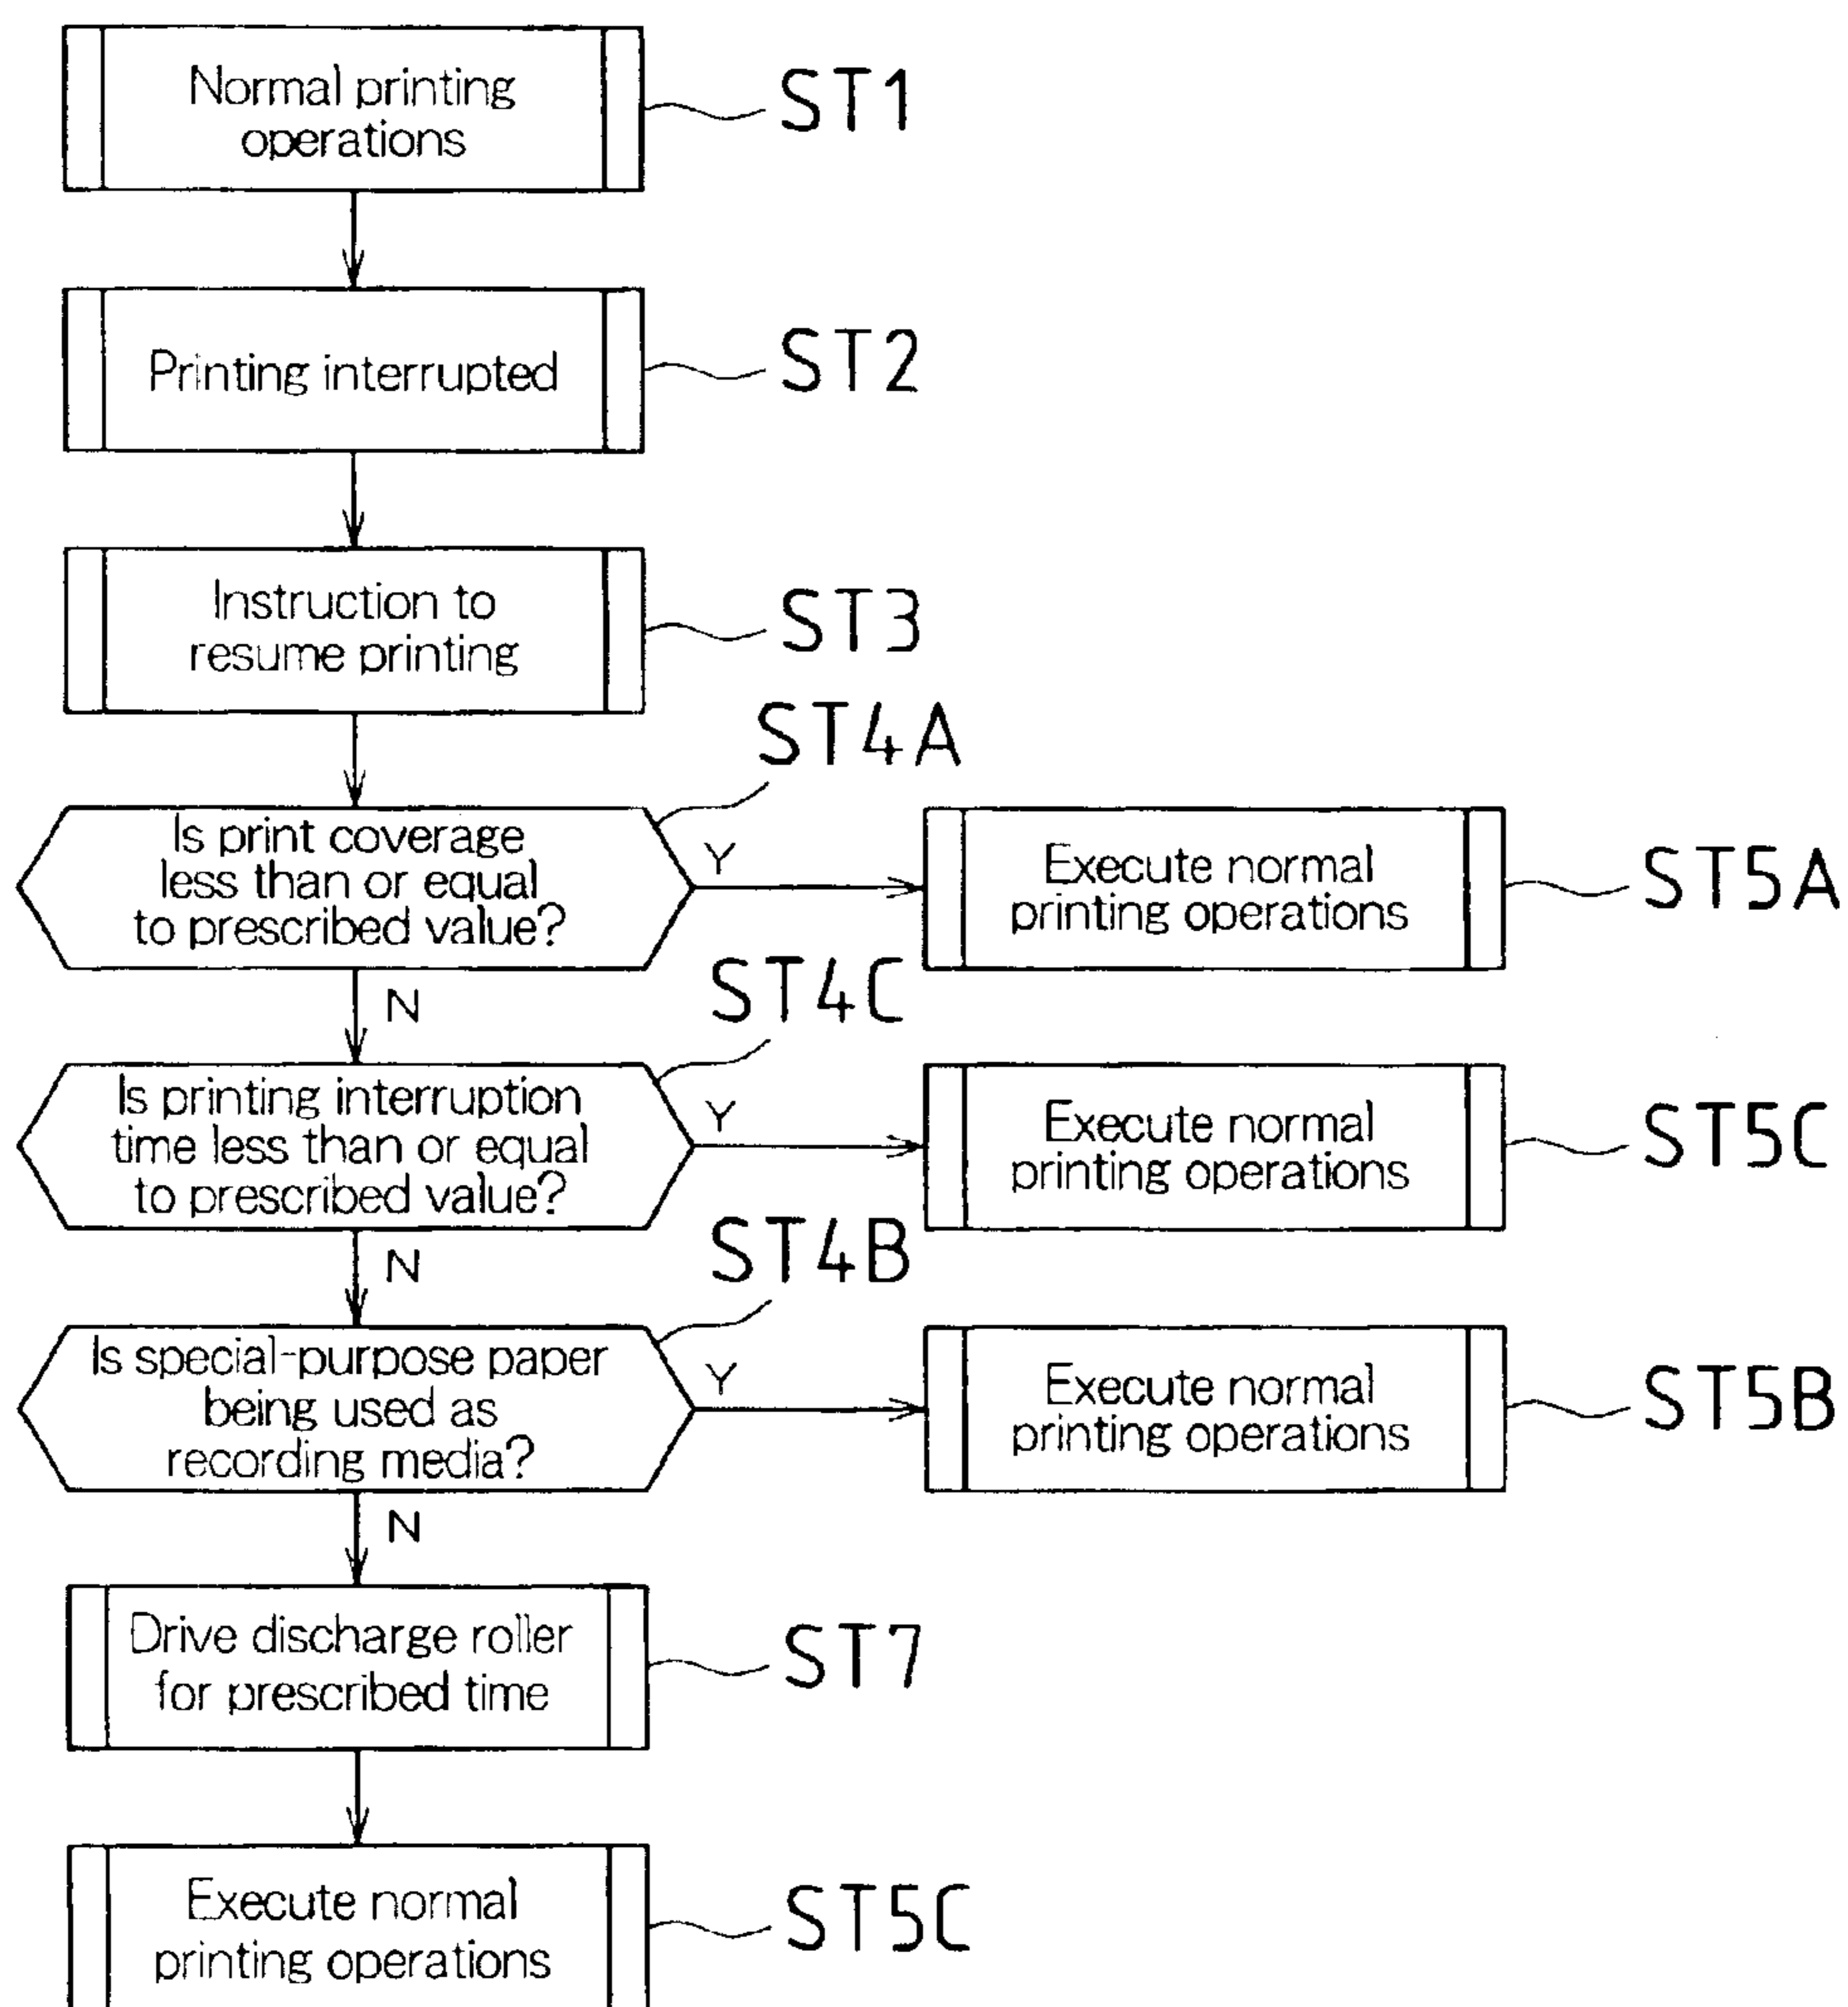 Normal printing
operations
ST1
Printing interrupted
ST2
Instruction to
resume printing
ST3
ST4A
Is print coverage
less than or equal
to prescribed value?
Y
Execute normal
printing operations
ST5A
N
ST4C
Is printing interruption
time less than or equal
to prescribed value?
Y
Execute normal
printing operations
ST5C
N
ST4B
Is special-purpose paper
being used as
recording media?
Y
Execute normal
printing operations
ST5B
N
Drive discharge roller
for prescribed time
ST7
Execute normal
printing operations
ST5C